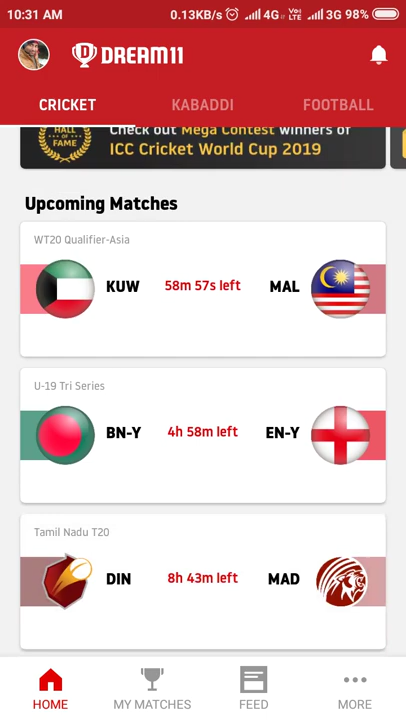 10:31 AM 0.13KB/s 4G VoLTE 3G 98%
DREAM11
CRICKET KABADDI FOOTBALL
HALL OF FAME
Check out Mega Contest winners of
ICC Cricket World Cup 2019
Upcoming Matches
WT20 Qualifier-Asia
KUW 58m 57s left MAL
U-19 Tri Series
BN-Y 4h 58m left EN-Y
Tamil Nadu T20
DIN 8h 43m left MAD
HOME MY MATCHES FEED MORE